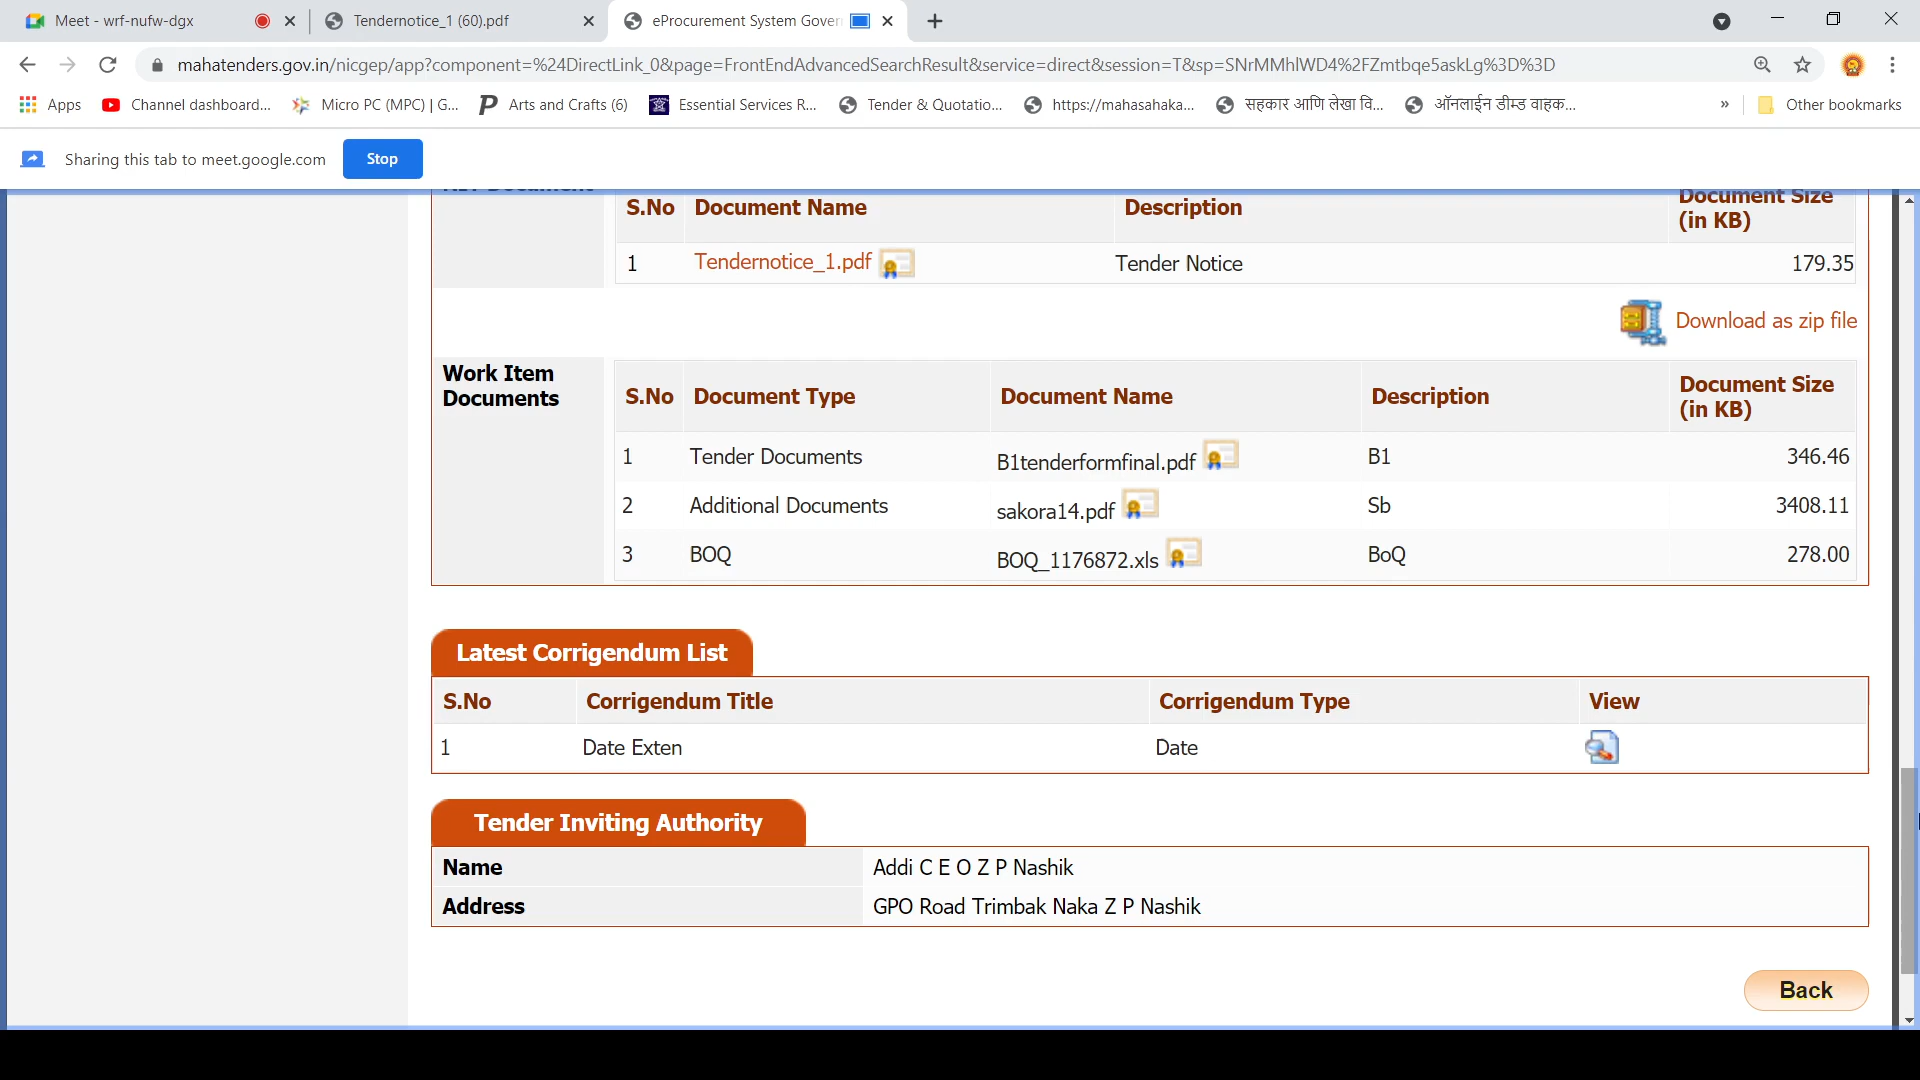 Meet - wrf-nufw-dgx
Tendernotice_1 (60).pdf
eProcurement System Gover
mahatenders.gov.in/nicgep/app?component=%24DirectLink_0&page=FrontEndAdvancedSearchResult&service=direct&session=T&sp=SNrMMhlWD4%2FZmtbqe5askLg%3D%3D
Apps Channel dashboard... Micro PC (MPC) | G... Arts and Crafts (6) Essential Services R... Tender & Quotatio... https://mahasahaka... सहकार आणि लेखा वि... ऑनलाईन डीम्ड वाहक... » Other bookmarks
Sharing this tab to meet.google.com Stop
S.No Document Name Description Document Size (in KB)
1 Tendernotice_1.pdf Tender Notice 179.35
Download as zip file
Work Item Documents
S.No Document Type Document Name Description Document Size (in KB)
1 Tender Documents B1tenderformfinal.pdf B1 346.46
2 Additional Documents sakora14.pdf Sb 3408.11
3 BOQ BOQ_1176872.xls BoQ 278.00
Latest Corrigendum List
S.No Corrigendum Title Corrigendum Type View
1 Date Exten Date
Tender Inviting Authority
Name Addi C E O Z P Nashik
Address GPO Road Trimbak Naka Z P Nashik
Back